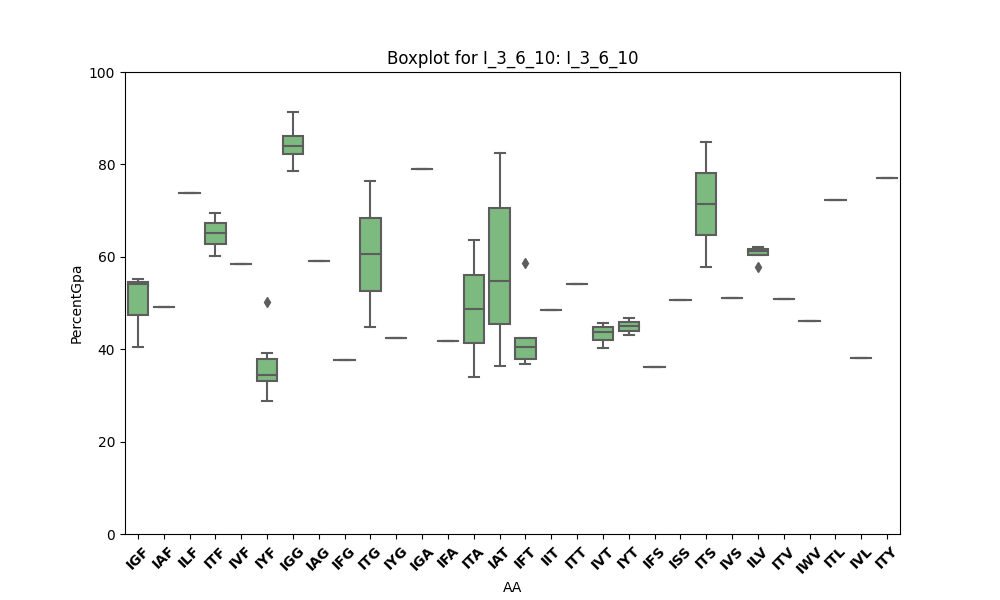 Boxplot for I_3_6_10: I_3_6_10
100
80
60
40
20
0
PercentGpa
IGF IAF ILF ITF IVF IYF IGG IAG IFG ITG IYG IGA IFA ITA IAT IFT IIT ITT IVT IYT IFS ISS ITS IVS ILV ITV IWV ITL IVL ITY
AA